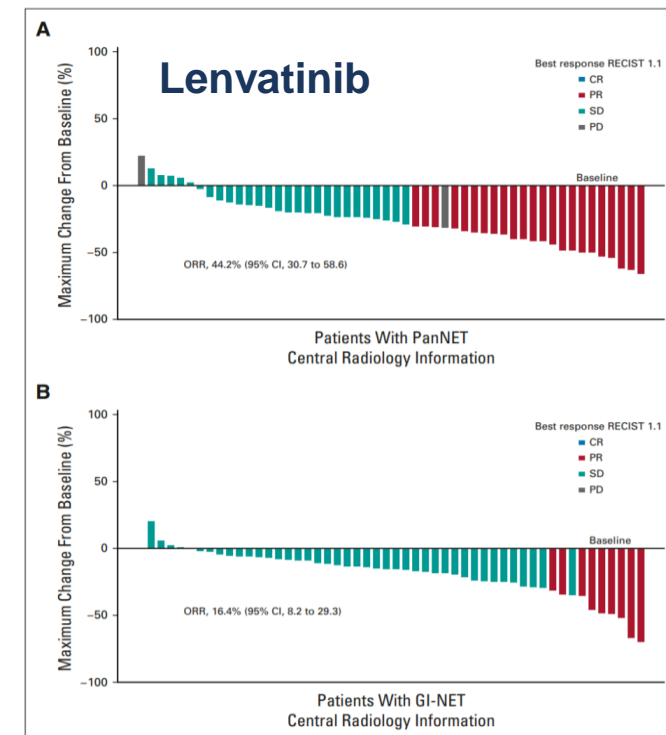 A
Lenvatinib
Maximum Change From Baseline (%)
100
50
0
−50
−100
Best response RECIST 1.1
CR
PR
SD
PD
Baseline
ORR, 44.2% (95% CI, 30.7 to 58.6)
Patients With PanNET
Central Radiology Information
B
Maximum Change From Baseline (%)
100
50
0
−50
−100
Best response RECIST 1.1
CR
PR
SD
PD
Baseline
ORR, 16.4% (95% CI, 8.2 to 29.3)
Patients With GI-NET
Central Radiology Information